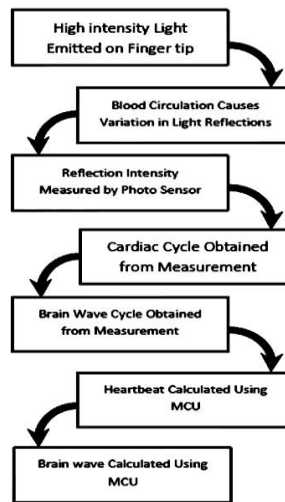 High intensity Light
Emitted on Finger tip
Blood Circulation Causes
Variation in Light Reflections
Reflection Intensity
Measured by Photo Sensor
Cardiac Cycle Obtained
from Measurement
Brain Wave Cycle Obtained
from Measurement
Heartbeat Calculated Using
MCU
Brain wave Calculated Using
MCU